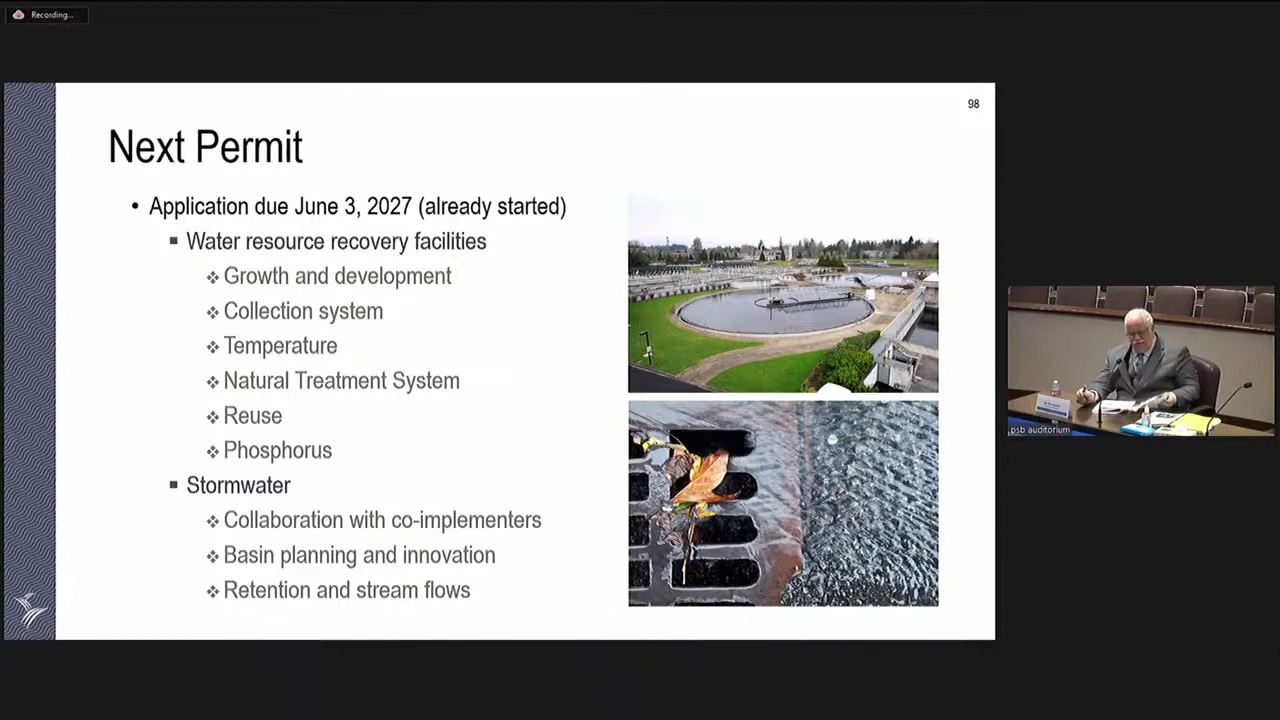 Recording...
98
Next Permit
• Application due June 3, 2027 (already started)
▪ Water resource recovery facilities
❖ Growth and development
❖ Collection system
❖ Temperature
❖ Natural Treatment System
❖ Reuse
❖ Phosphorus
▪ Stormwater
❖ Collaboration with co-implementers
❖ Basin planning and innovation
❖ Retention and stream flows
psb auditorium